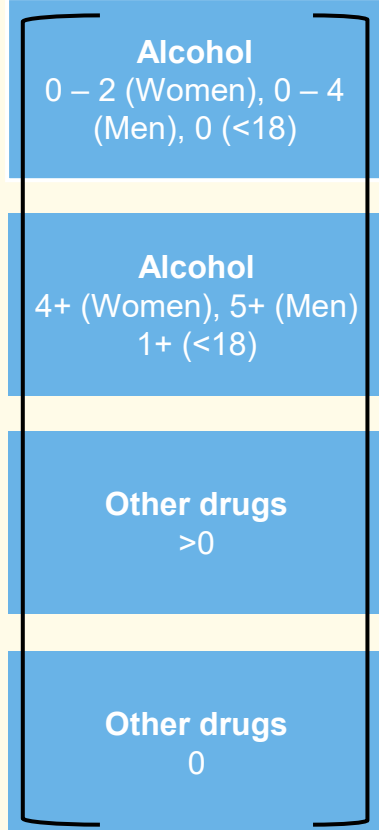 Alcohol
0 – 2 (Women), 0 – 4
(Men), 0 (<18)
Alcohol
4+ (Women), 5+ (Men)
1+ (<18)
Other drugs
>0
Other drugs
0